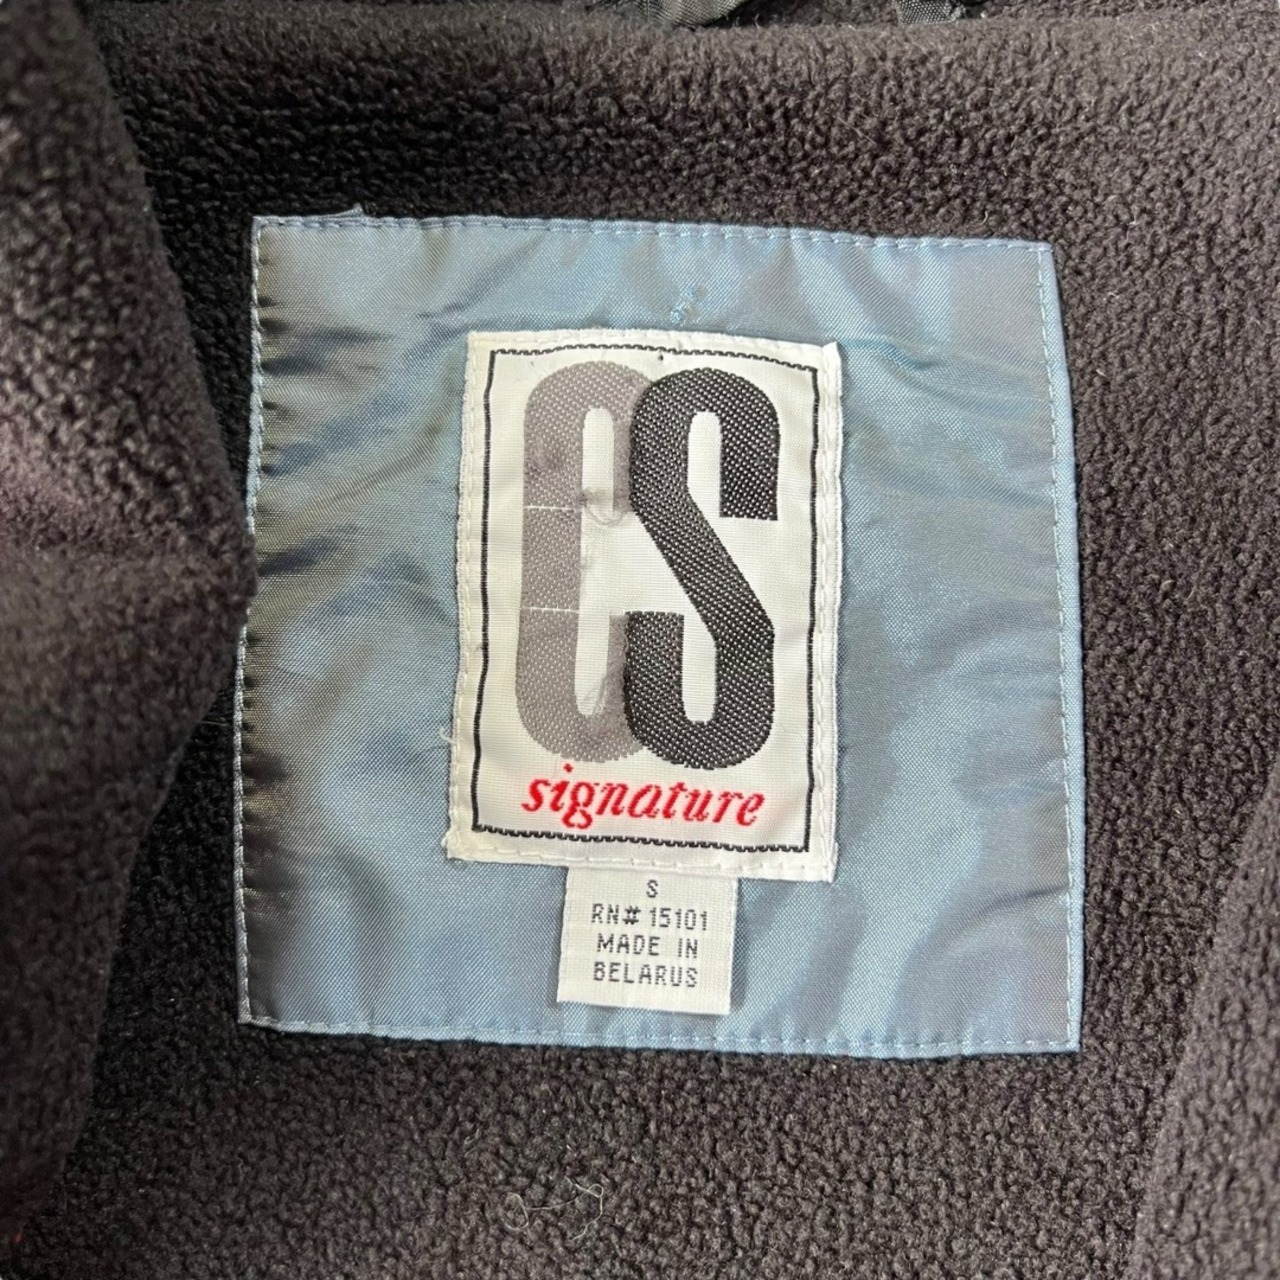 CS
signature
S
RN# 15101
MADE IN
BELARUS